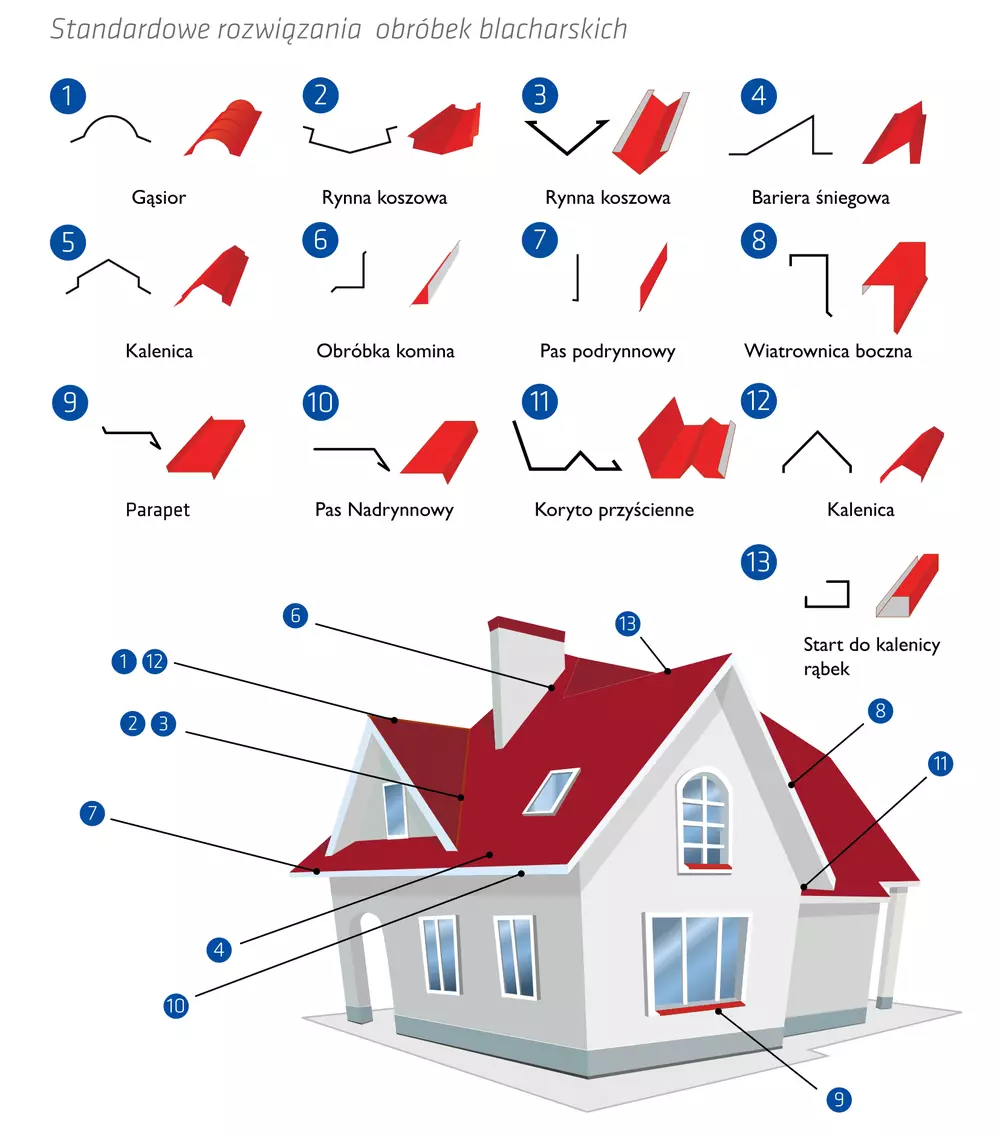 Standardowe rozwiązania obróbek blacharskich
1 2 3 4
Gąsior Rynna koszowa Rynna koszowa Bariera śniegowa
5 6 7 8
Kalenica Obróbka komina Pas podrynnowy Wiatrownica boczna
9 10 11 12
Parapet Pas Nadrynnowy Koryto przyścienne Kalenica
13
Start do kalenicy
rąbek
6
13
1 12
8
2 3
11
7
4
10
9